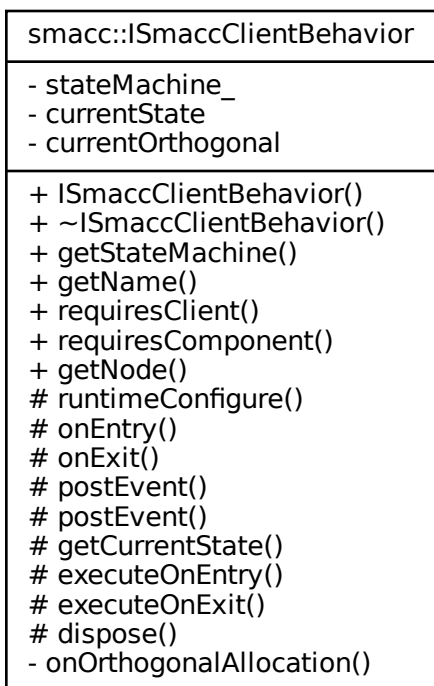 smacc::ISmaccClientBehavior
- stateMachine_
- currentState
- currentOrthogonal
+ ISmaccClientBehavior()
+ ~ISmaccClientBehavior()
+ getStateMachine()
+ getName()
+ requiresClient()
+ requiresComponent()
+ getNode()
# runtimeConfigure()
# onEntry()
# onExit()
# postEvent()
# postEvent()
# getCurrentState()
# executeOnEntry()
# executeOnExit()
# dispose()
- onOrthogonalAllocation()